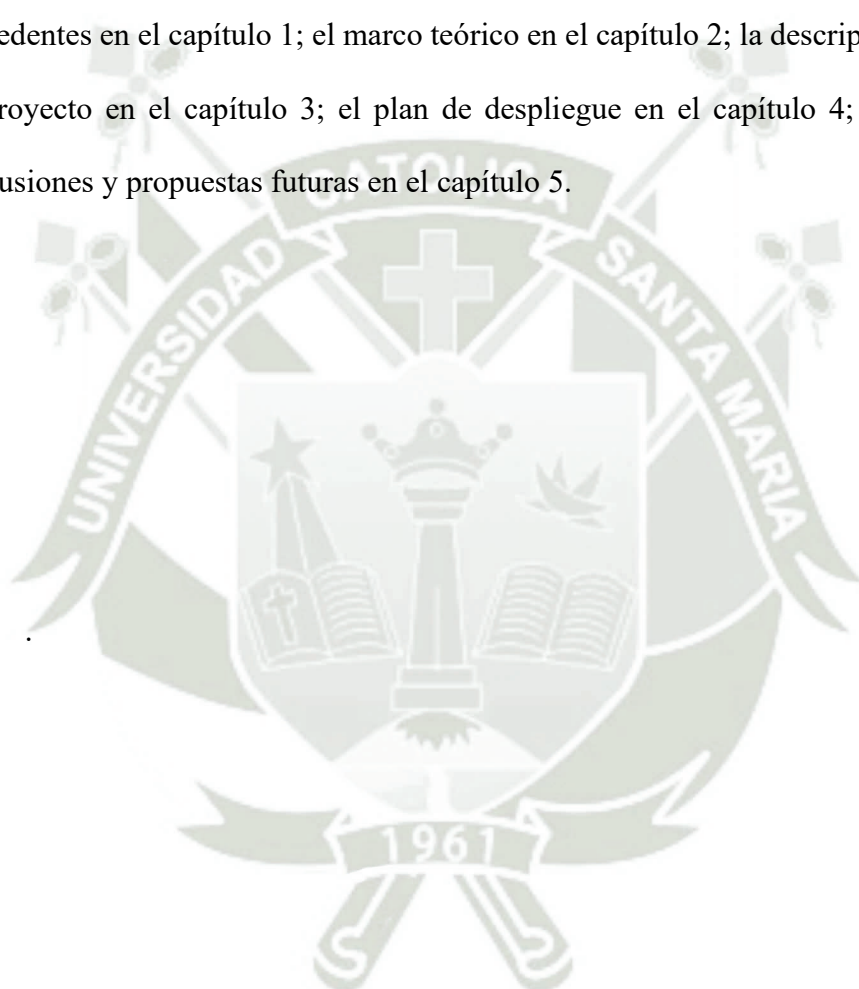 edentes en el capítulo 1; el marco teórico en el capítulo 2; la descrip
royecto en el capítulo 3; el plan de despliegue en el capítulo 4;
usiones y propuestas futuras en el capítulo 5.
UNIVERSIDAD CATOLICA SANTA MARIA
.
1961